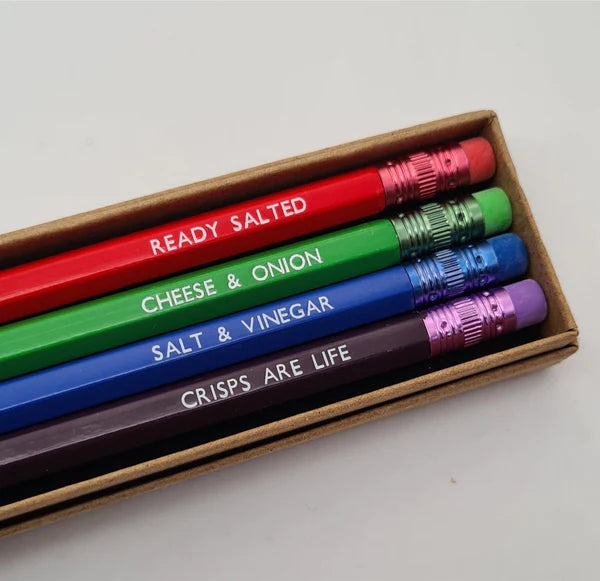 READY SALTED
CHEESE & ONION
SALT & VINEGAR
CRISPS ARE LIFE